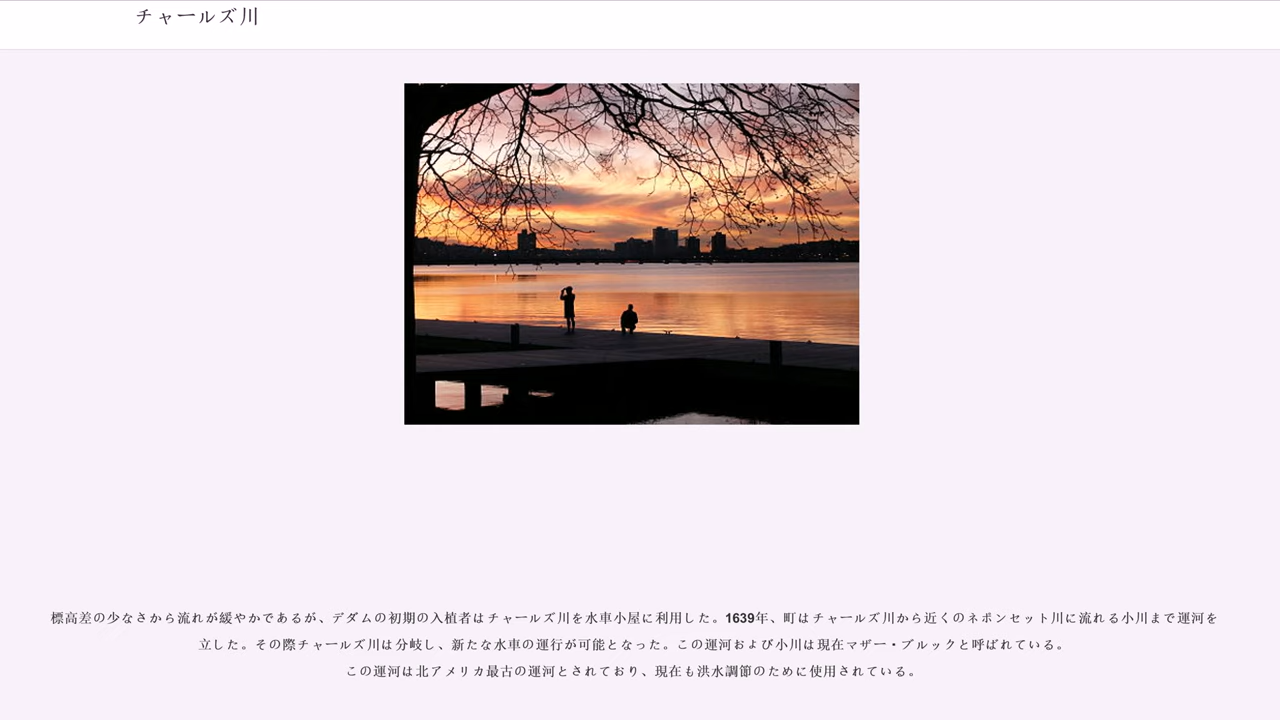 チャールズ川
標高差の少なさから流れが緩やかであるが、デダムの初期の入植者はチャールズ川を水車小屋に利用した。1639年、町はチャールズ川から近くのネポンセット川に流れる小川まで運河を
立した。その際チャールズ川は分岐し、新たな水車の運行が可能となった。この運河および小川は現在マザー・ブルックと呼ばれている。
この運河は北アメリカ最古の運河とされており、現在も洪水調節のために使用されている。